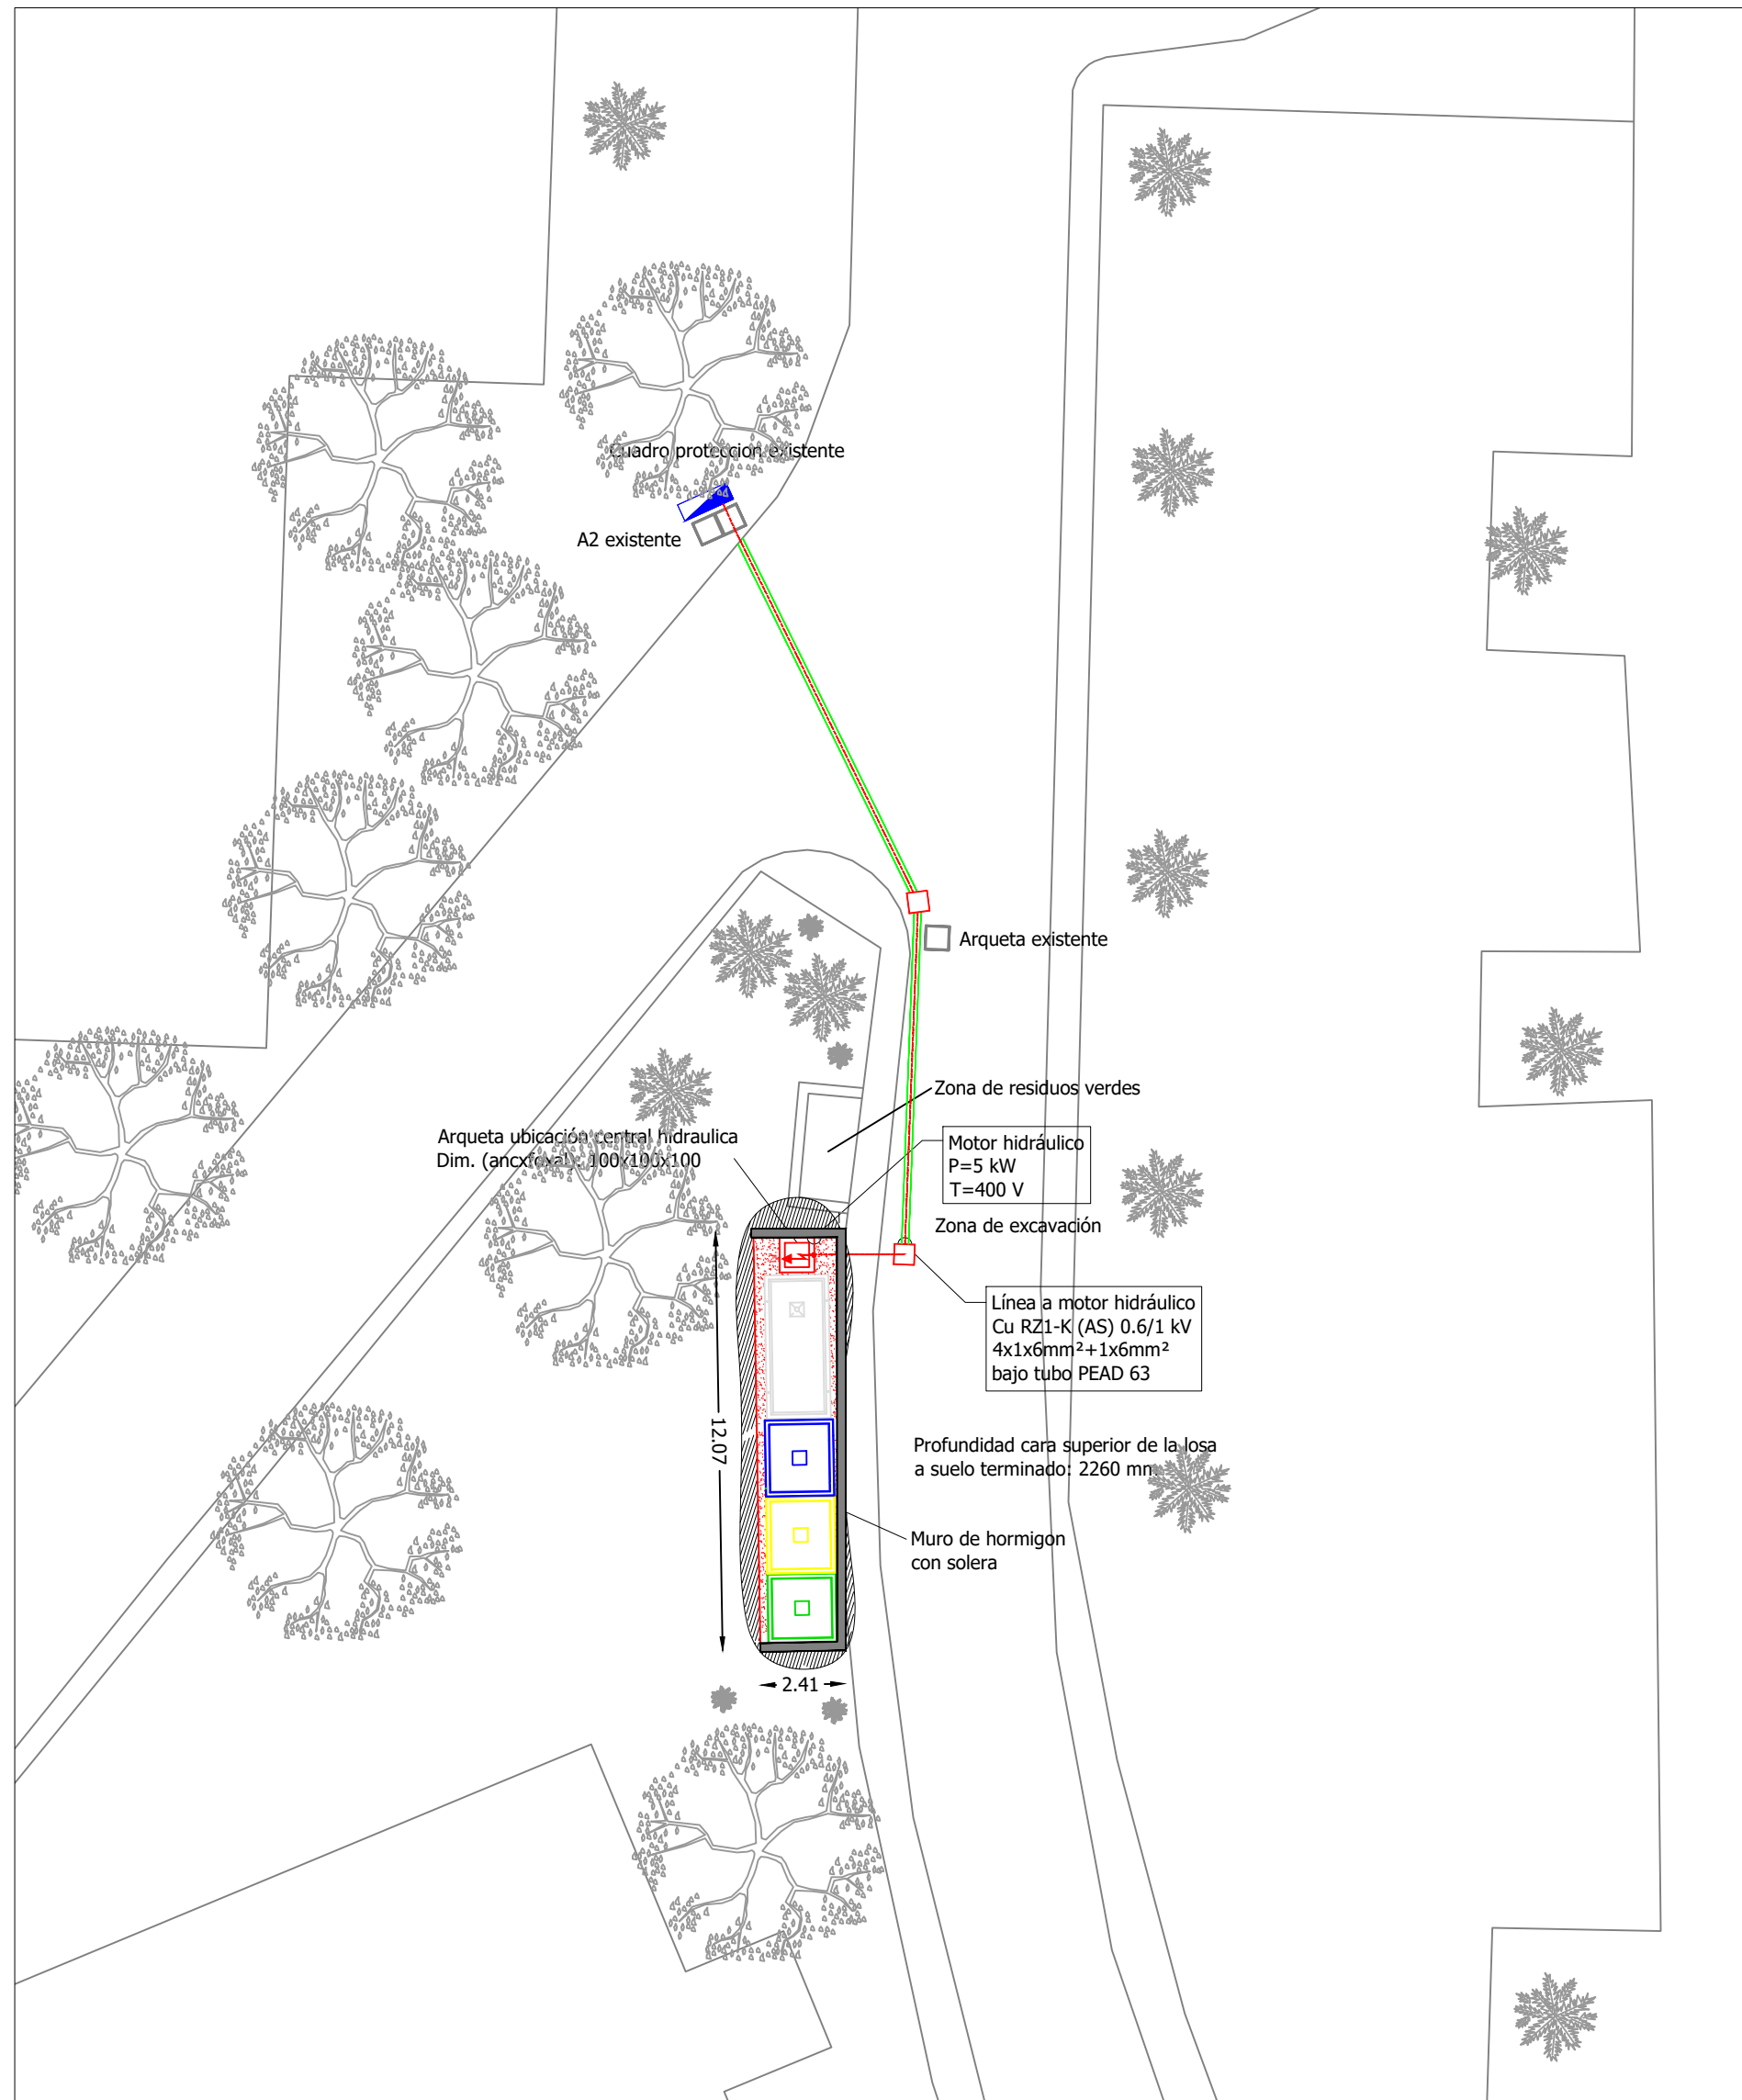 Cuadro proteccion existente
A2 existente
Arqueta existente
Zona de residuos verdes
Arqueta ubicación central hidraulica
Dim. (ancxfoxal): 100x100x100
Motor hidráulico
P=5 kW
T=400 V
Zona de excavación
Línea a motor hidráulico
Cu RZ1-K (AS) 0.6/1 kV
4x1x6mm²+1x6mm²
bajo tubo PEAD 63
12.07
Profundidad cara superior de la losa
a suelo terminado: 2260 mm.
Muro de hormigon
con solera
2.41